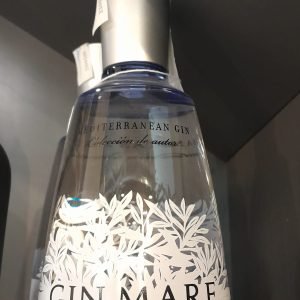 MEDITERRANEAN GIN
Colección de autor
GIN MARE